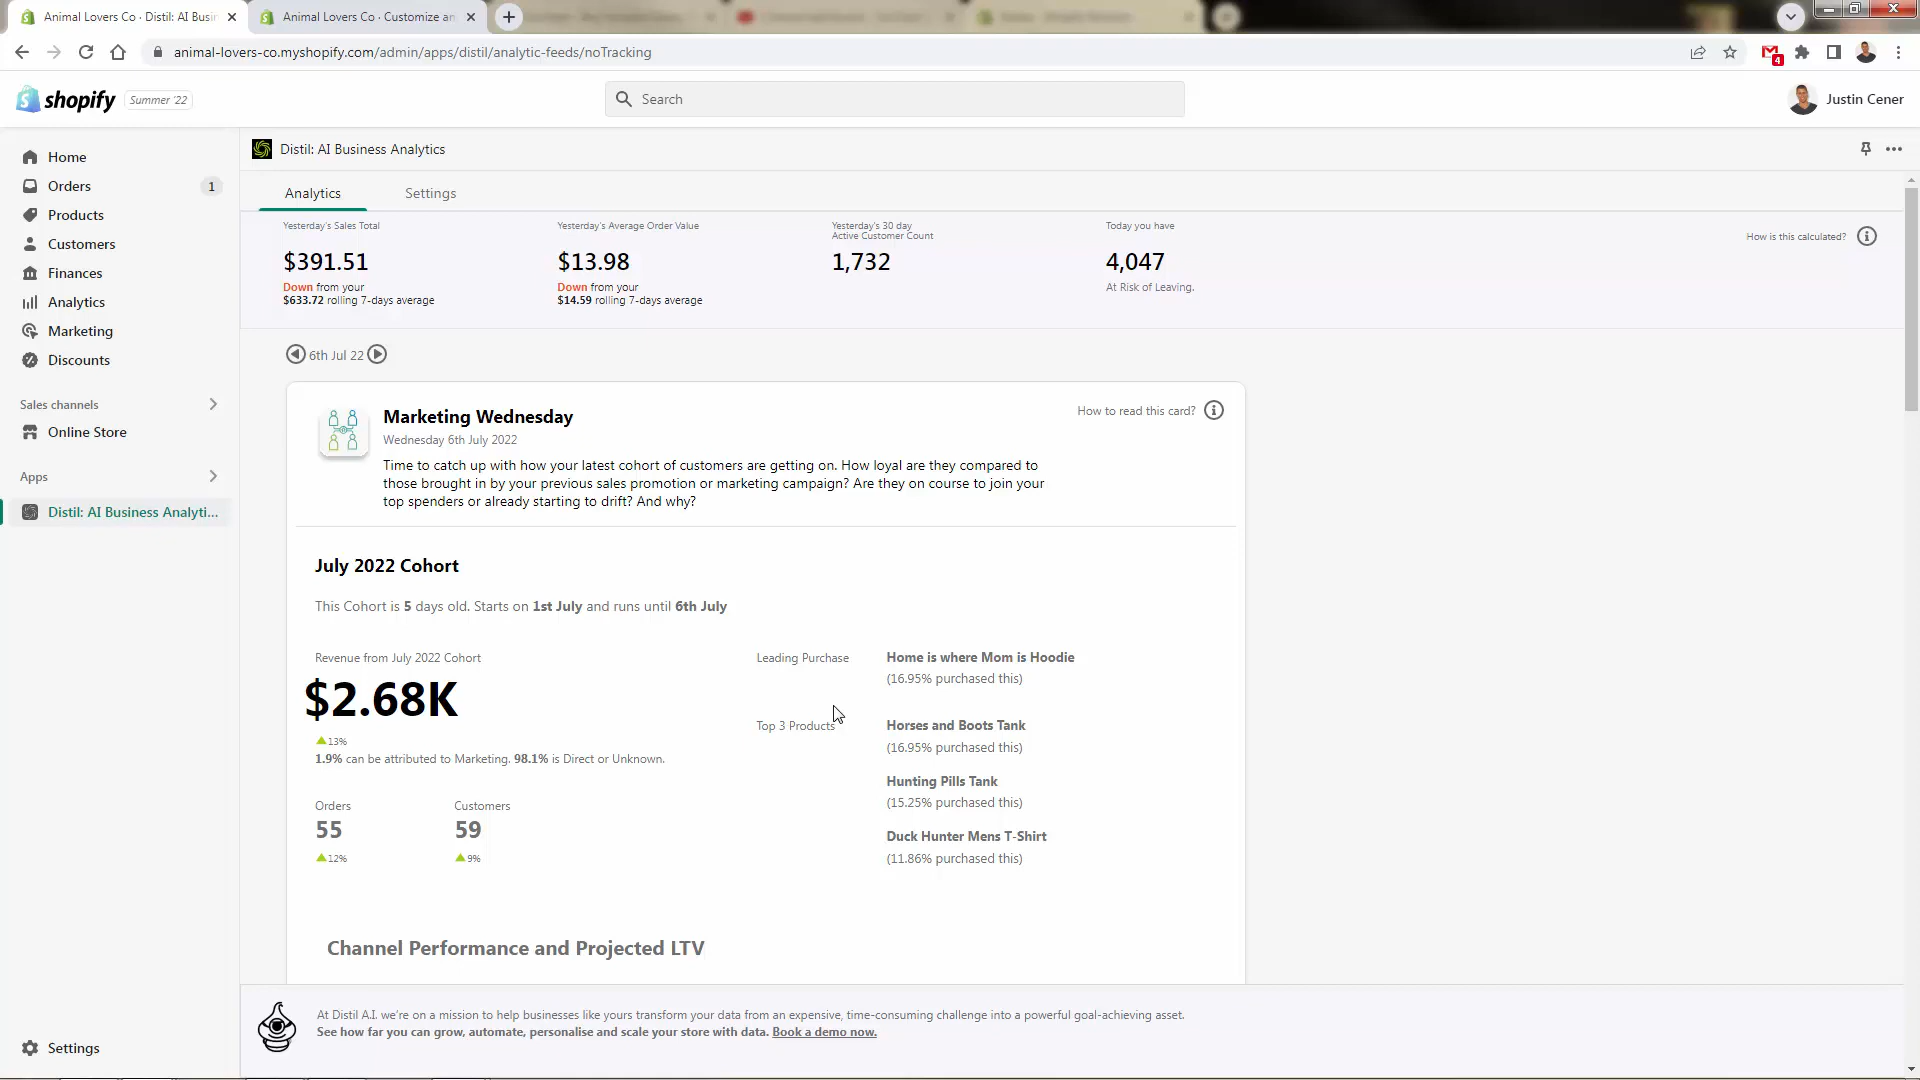 Animal Lovers Co · Distil: AI Busin
Animal Lovers Co · Customize an
animal-lovers-co.myshopify.com/admin/apps/distil/analytic-feeds/noTracking
4
shopify
Summer '22
Search
Justin Cener
Home
Orders
1
Products
Customers
Finances
Analytics
Marketing
Discounts
Sales channels
Online Store
Apps
Distil: AI Business Analyti...
Settings
Distil: AI Business Analytics
Analytics
Settings
Yesterday's Sales Total
$391.51
Down from your
$633.72 rolling 7-days average
Yesterday's Average Order Value
$13.98
Down from your
$14.59 rolling 7-days average
Yesterday's 30 day
Active Customer Count
1,732
Today you have
4,047
At Risk of Leaving.
How is this calculated?
6th Jul 22
Marketing Wednesday
Wednesday 6th July 2022
How to read this card?
Time to catch up with how your latest cohort of customers are getting on. How loyal are they compared to
those brought in by your previous sales promotion or marketing campaign? Are they on course to join your
top spenders or already starting to drift? And why?
July 2022 Cohort
This Cohort is 5 days old. Starts on 1st July and runs until 6th July
Revenue from July 2022 Cohort
$2.68K
13%
1.9% can be attributed to Marketing. 98.1% is Direct or Unknown.
Orders
55
12%
Customers
59
9%
Leading Purchase
Home is where Mom is Hoodie
(16.95% purchased this)
Top 3 Products
Horses and Boots Tank
(16.95% purchased this)
Hunting Pills Tank
(15.25% purchased this)
Duck Hunter Mens T-Shirt
(11.86% purchased this)
Channel Performance and Projected LTV
At Distil A.I. we're on a mission to help businesses like yours transform your data from an expensive, time-consuming challenge into a powerful goal-achieving asset.
See how far you can grow, automate, personalise and scale your store with data. Book a demo now.